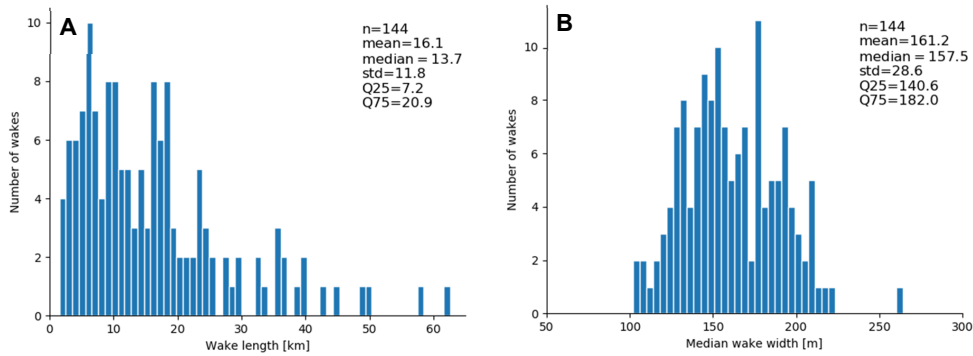 A
n=144
mean=16.1
median = 13.7
std=11.8
Q25=7.2
Q75=20.9
10
8
6
4
2
0
Number of wakes
0 10 20 30 40 50 60
Wake length [km]
B
n=144
mean=161.2
median = 157.5
std=28.6
Q25=140.6
Q75=182.0
10
8
6
4
2
0
Number of wakes
50 100 150 200 250 300
Median wake width [m]